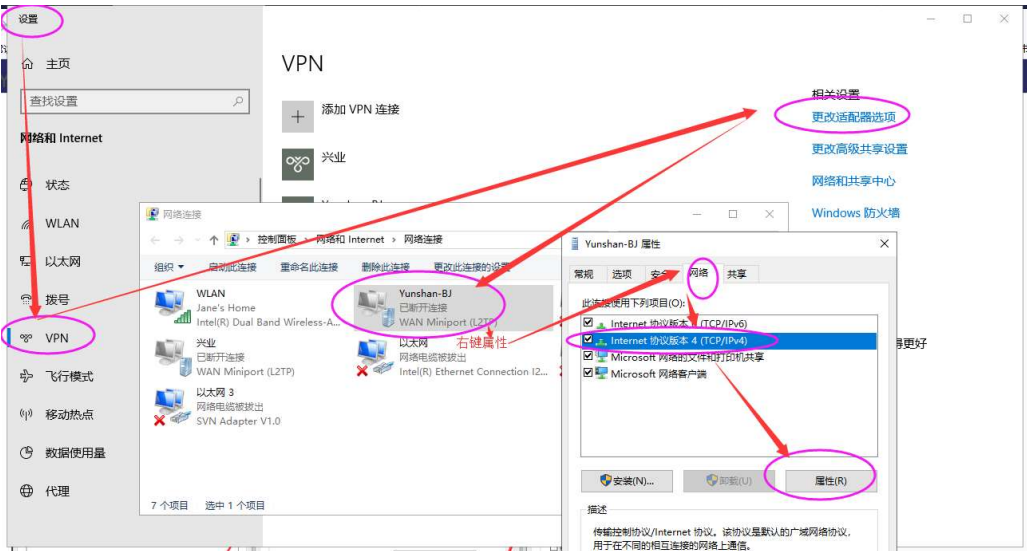 设置
主页
查找设置
网络和 Internet
状态
WLAN
以太网
拨号
VPN
飞行模式
移动热点
数据使用量
代理
VPN
添加 VPN 连接
兴业
相关设置
更改适配器选项
更改高级共享设置
网络和共享中心
Windows 防火墙
网络连接
控制面板 › 网络和 Internet › 网络连接
组织 启动此连接 重命名此连接 删除此连接 更改此连接的设置
WLAN
Jane's Home
Intel(R) Dual Band Wireless-A...
Yunshan-BJ
已断开连接
WAN Miniport (L2TP)
右键属性
兴业
已断开连接
WAN Miniport (L2TP)
以太网
网络电缆被拔出
Intel(R) Ethernet Connection I2...
以太网 3
网络电缆被拔出
SVN Adapter V1.0
7 个项目 选中 1 个项目
Yunshan-BJ 属性
常规 选项 安全 网络 共享
此连接使用下列项目(O):
Internet 协议版本 6 (TCP/IPv6)
Internet 协议版本 4 (TCP/IPv4)
Microsoft 网络的文件和打印机共享
Microsoft 网络客户端
安装(N)... 卸载(U) 属性(R)
描述
传输控制协议/Internet 协议。该协议是默认的广域网络协议，
用于在不同的相互连接的网络上通信。
更好